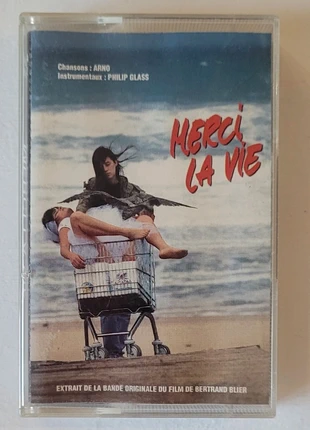 Chansons : ARNO
Instrumentaux : PHILIP GLASS
MERCI
LA VIE
EXTRAIT DE LA BANDE ORIGINALE DU FILM DE BERTRAND BLIER